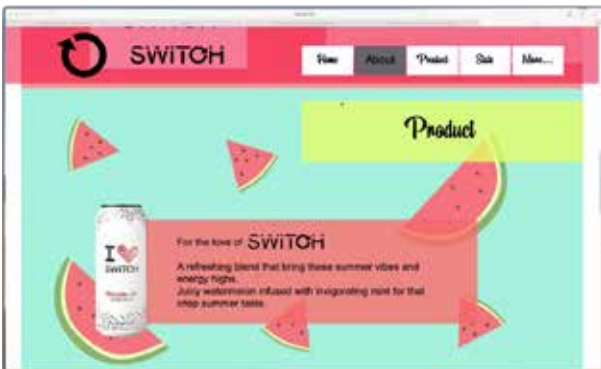 SWITCH
Home About Product Sale More...
Product
For the love of SWITCH
A refreshing blend that bring those summer vibes and
energy highs.
Juicy watermelon infused with invigorating mint for that
crisp summer taste.
I
SWITCH